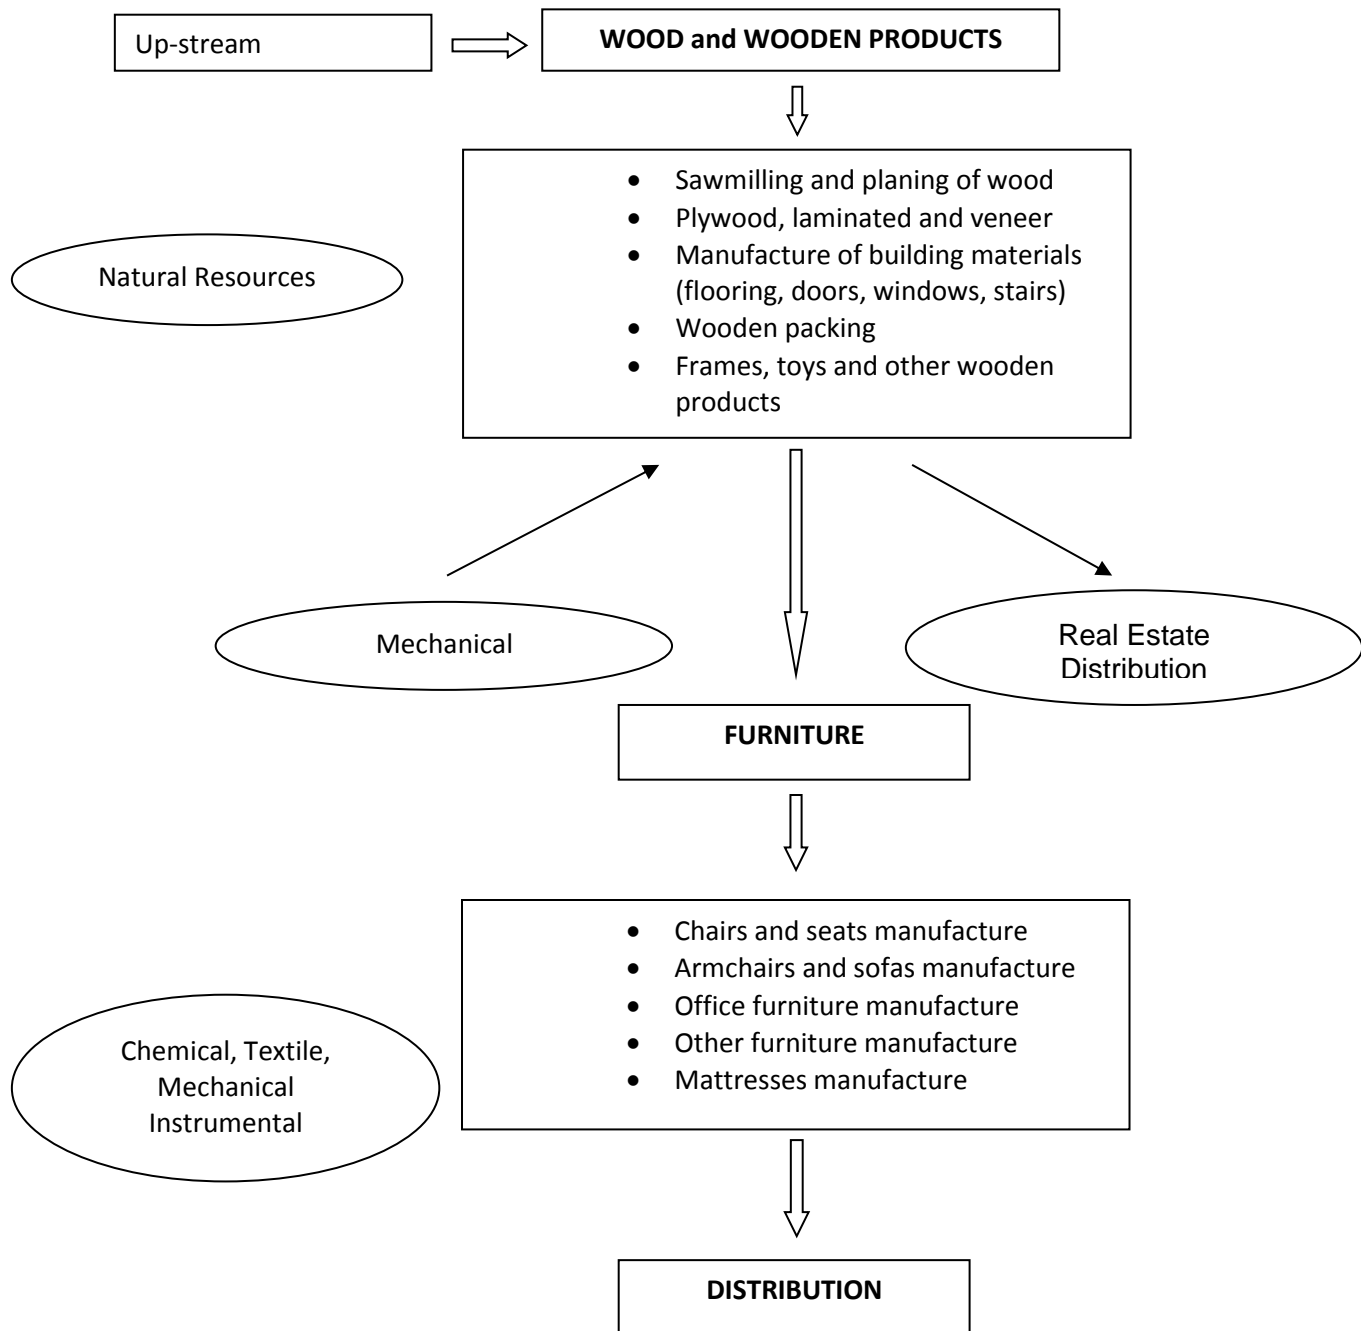 Up-stream
WOOD and WOODEN PRODUCTS
• Sawmilling and planing of wood
• Plywood, laminated and veneer
• Manufacture of building materials
(flooring, doors, windows, stairs)
• Wooden packing
• Frames, toys and other wooden
products
Natural Resources
Mechanical
Real Estate
Distribution
FURNITURE
• Chairs and seats manufacture
• Armchairs and sofas manufacture
• Office furniture manufacture
• Other furniture manufacture
• Mattresses manufacture
Chemical, Textile,
Mechanical
Instrumental
DISTRIBUTION